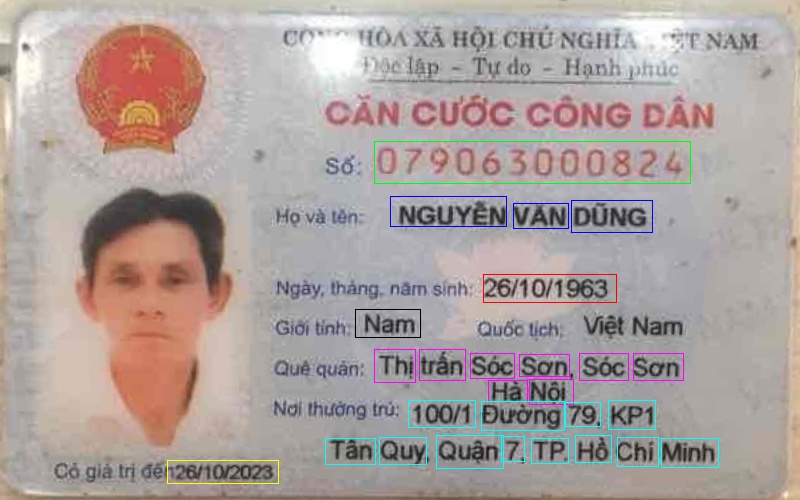 CỘNG HÒA XÃ HỘI CHỦ NGHĨA VIỆT NAM
Độc lập - Tự do - Hạnh phúc
CĂN CƯỚC CÔNG DÂN
Số: 079063000824
Họ và tên: NGUYỄN VĂN DŨNG
Ngày, tháng, năm sinh: 26/10/1963
Giới tính: Nam Quốc tịch: Việt Nam
Quê quán: Thị trấn Sóc Sơn, Sóc Sơn
Hà Nội
Nơi thường trú: 100/1 Đường 79, KP1
Tân Quy, Quận 7, TP. Hồ Chí Minh
Có giá trị đến 26/10/2023